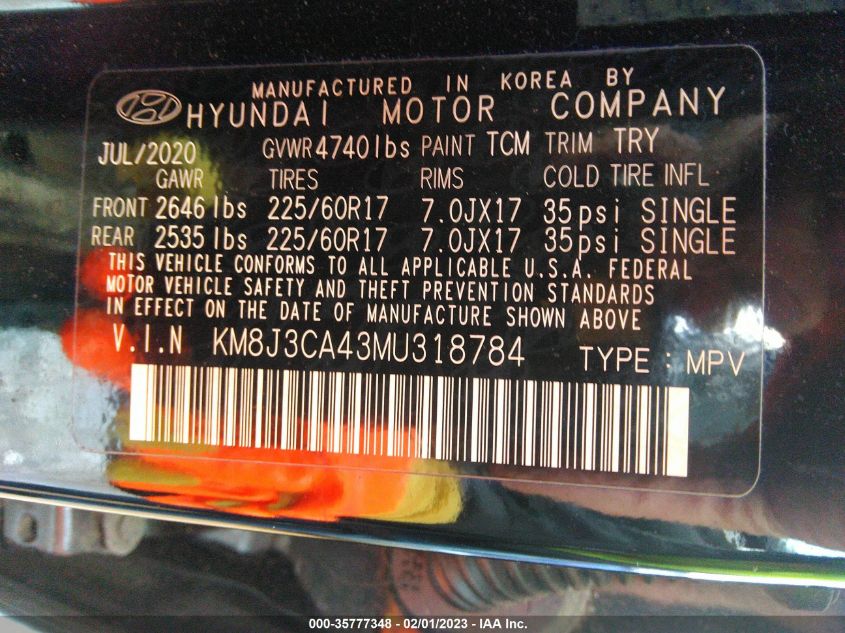 MANUFACTURED IN KOREA BY
HYUNDAI MOTOR COMPANY
JUL/2020 GVWR 4740lbs PAINT TCM TRIM TRY
GAWR TIRES RIMS COLD TIRE INFL
FRONT 2646 lbs 225/60R17 7.0JX17 35psi SINGLE
REAR 2535 lbs 225/60R17 7.0JX17 35psi SINGLE
THIS VEHICLE CONFORMS TO ALL APPLICABLE U.S.A. FEDERAL
MOTOR VEHICLE SAFETY AND THEFT PREVENTION STANDARDS
IN EFFECT ON THE DATE OF MANUFACTURE SHOWN ABOVE
V.I.N KM8J3CA43MU318784 TYPE : MPV
000-35777348 - 02/01/2023 - IAA Inc.